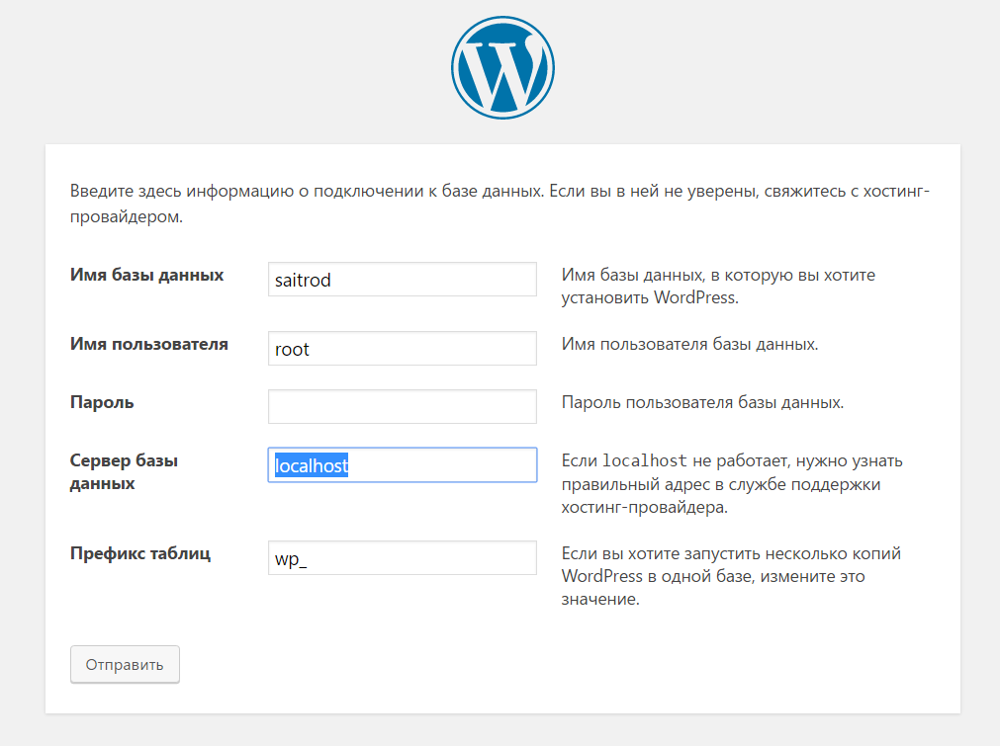 Введите здесь информацию о подключении к базе данных. Если вы в ней не уверены, свяжитесь с хостинг-
провайдером.
Имя базы данных
saitrod
Имя базы данных, в которую вы хотите
установить WordPress.
Имя пользователя
root
Имя пользователя базы данных.
Пароль
Пароль пользователя базы данных.
Сервер базы
данных
localhost
Если localhost не работает, нужно узнать
правильный адрес в службе поддержки
хостинг-провайдера.
Префикс таблиц
wp_
Если вы хотите запустить несколько копий
WordPress в одной базе, измените это
значение.
Отправить